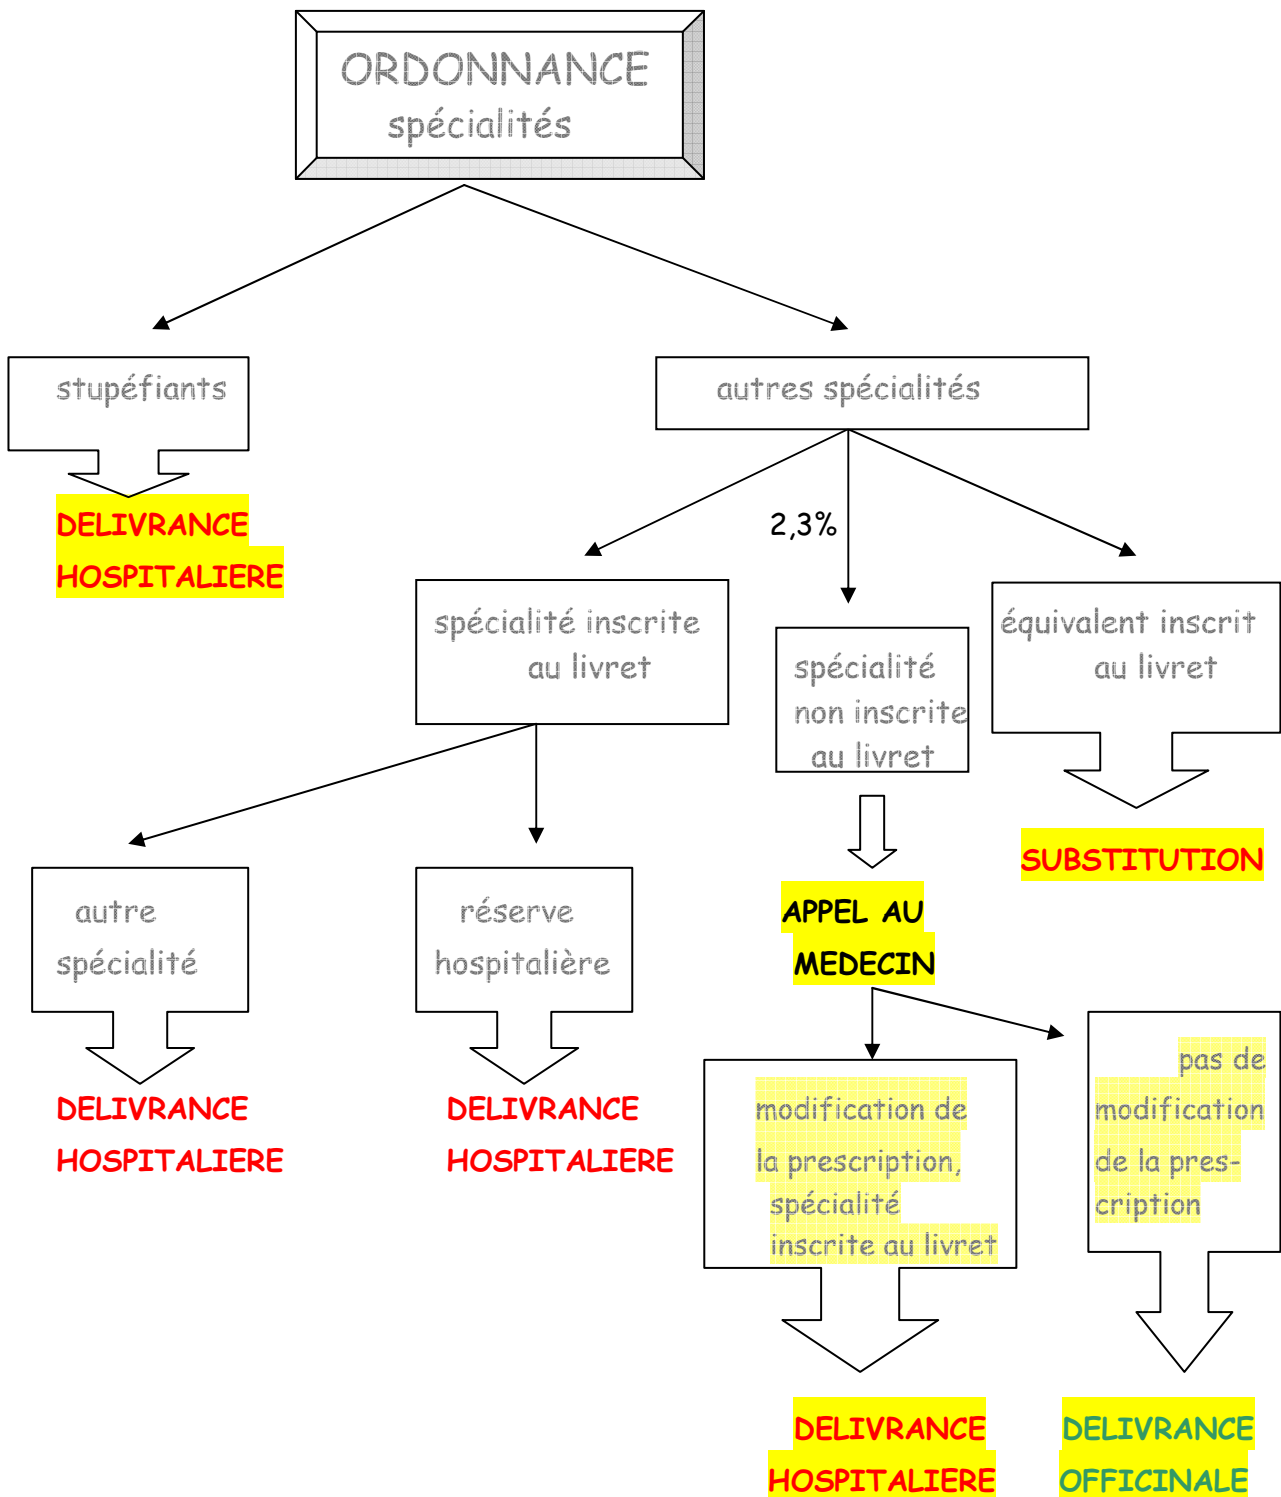 ORDONNANCE
spécialités
stupéfiants
autres spécialités
DELIVRANCE
HOSPITALIERE
2,3%
spécialité inscrite
au livret
spécialité
non inscrite
au livret
équivalent inscrit
au livret
SUBSTITUTION
autre
spécialité
réserve
hospitalière
APPEL AU
MEDECIN
DELIVRANCE
HOSPITALIERE
DELIVRANCE
HOSPITALIERE
modification de
la prescription,
spécialité
inscrite au livret
pas de
modification
de la pres-
cription
DELIVRANCE
HOSPITALIERE
DELIVRANCE
OFFICINALE